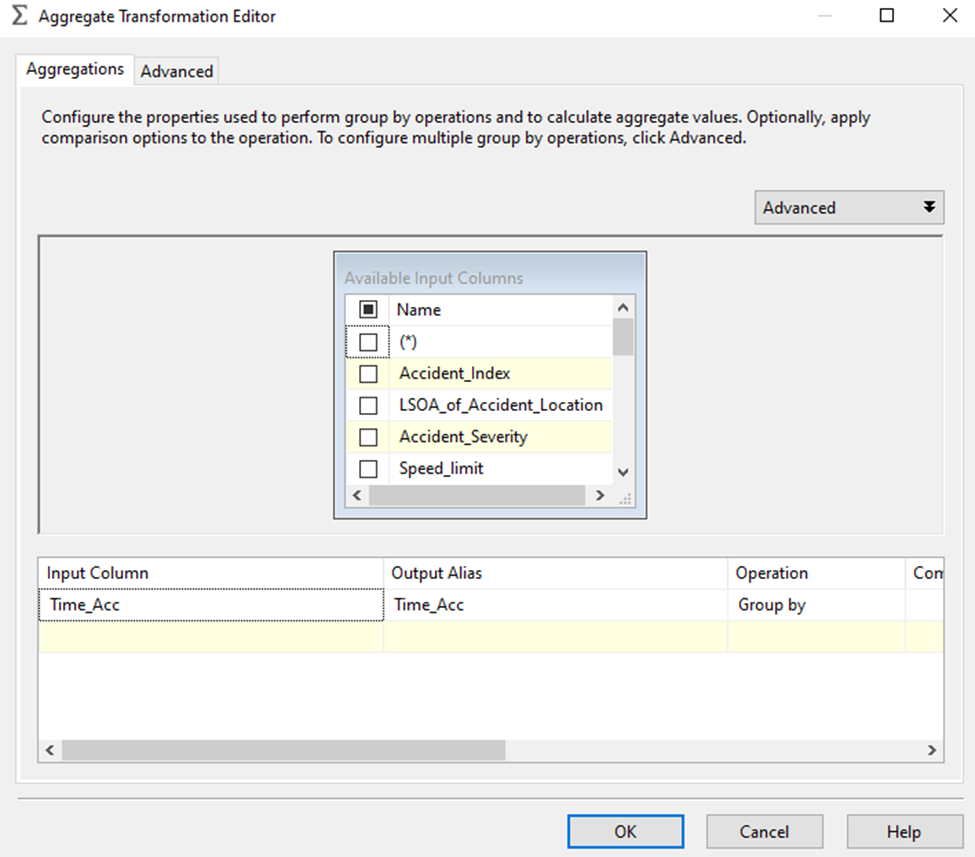 Aggregate Transformation Editor
Aggregations
Advanced
Configure the properties used to perform group by operations and to calculate aggregate values. Optionally, apply
comparison options to the operation. To configure multiple group by operations, click Advanced.
Advanced
Available Input Columns
Name
(*)
Accident_Index
LSOA_of_Accident_Location
Accident_Severity
Speed_limit
Input Column Output Alias Operation Com
Time_Acc Time_Acc Group by
OK Cancel Help